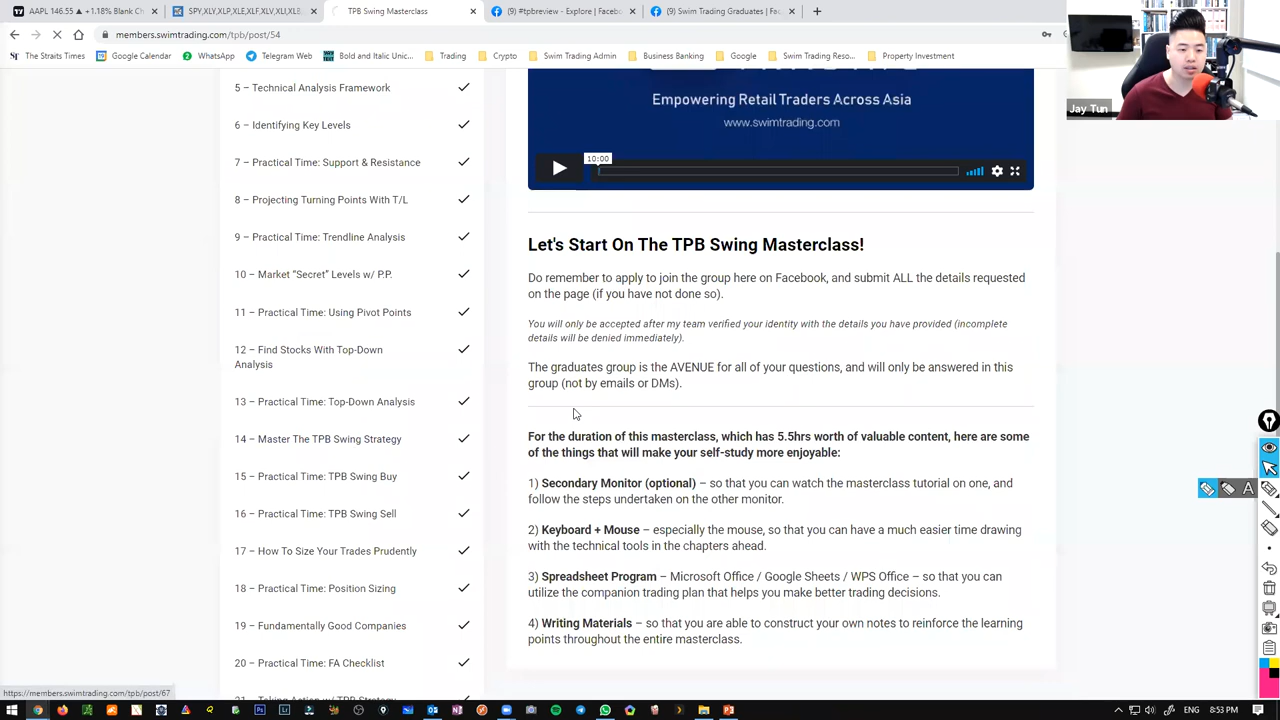 AAPL 146.55 ▲ +1.18% Any Ch
SPY,XLV,XLP,XLE,XLF,XLV,XLI,XLB
TPB Swing Masterclass
(9) #tpbreview - Explore | Facebo
(9) Swim Trading Graduates | Fac
members.swimtrading.com/tpb/post/54
The Straits Times
Google Calendar
WhatsApp
Telegram Web
Bold and Italic Unic...
Trading
Crypto
Swim Trading Admin
Business Banking
Google
Swim Trading Reso...
Property Investment
Jay Tun
5 – Technical Analysis Framework
6 – Identifying Key Levels
7 – Practical Time: Support & Resistance
8 – Projecting Turning Points With T/L
9 – Practical Time: Trendline Analysis
10 – Market “Secret” Levels w/ P.P.
11 – Practical Time: Using Pivot Points
12 – Find Stocks With Top-Down
Analysis
13 – Practical Time: Top-Down Analysis
14 – Master The TPB Swing Strategy
15 – Practical Time: TPB Swing Buy
16 – Practical Time: TPB Swing Sell
17 – How To Size Your Trades Prudently
18 – Practical Time: Position Sizing
19 – Fundamentally Good Companies
20 – Practical Time: FA Checklist
21 – Taking Action w/ TPB Strategy
Empowering Retail Traders Across Asia
www.swimtrading.com
10:00
Let's Start On The TPB Swing Masterclass!
Do remember to apply to join the group here on Facebook, and submit ALL the details requested
on the page (if you have not done so).
You will only be accepted after my team verified your identity with the details you have provided (incomplete
details will be denied immediately).
The graduates group is the AVENUE for all of your questions, and will only be answered in this
group (not by emails or DMs).
For the duration of this masterclass, which has 5.5hrs worth of valuable content, here are some
of the things that will make your self-study more enjoyable:
1) Secondary Monitor (optional) – so that you can watch the masterclass tutorial on one, and
follow the steps undertaken on the other monitor.
2) Keyboard + Mouse – especially the mouse, so that you can have a much easier time drawing
with the technical tools in the chapters ahead.
3) Spreadsheet Program – Microsoft Office / Google Sheets / WPS Office – so that you can
utilize the companion trading plan that helps you make better trading decisions.
4) Writing Materials – so that you are able to construct your own notes to reinforce the learning
points throughout the entire masterclass.
A
https://members.swimtrading.com/tpb/post/67
ENG
8:53 PM